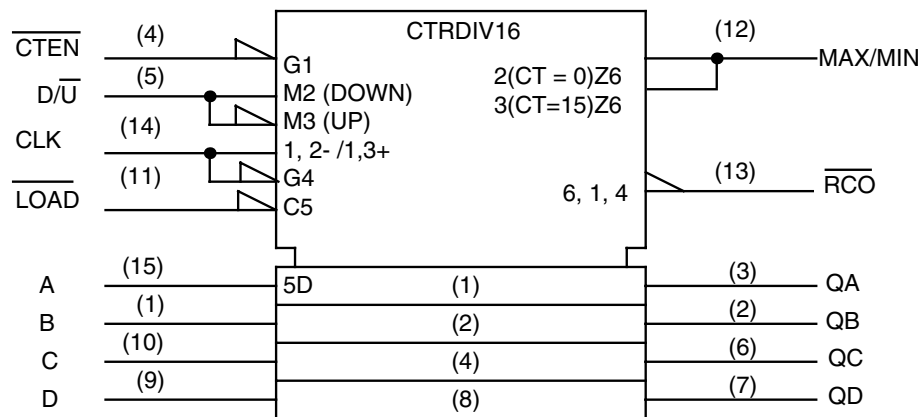 CTRDIV16
CTEN (4) G1
D/U (5) M2 (DOWN)
M3 (UP)
CLK (14) 1, 2- /1,3+
G4
LOAD (11) C5
2(CT = 0)Z6
3(CT=15)Z6
(12) MAX/MIN
6, 1, 4 (13) RCO
A (15) 5D (1) (3) QA
B (1) (2) (2) QB
C (10) (4) (6) QC
D (9) (8) (7) QD